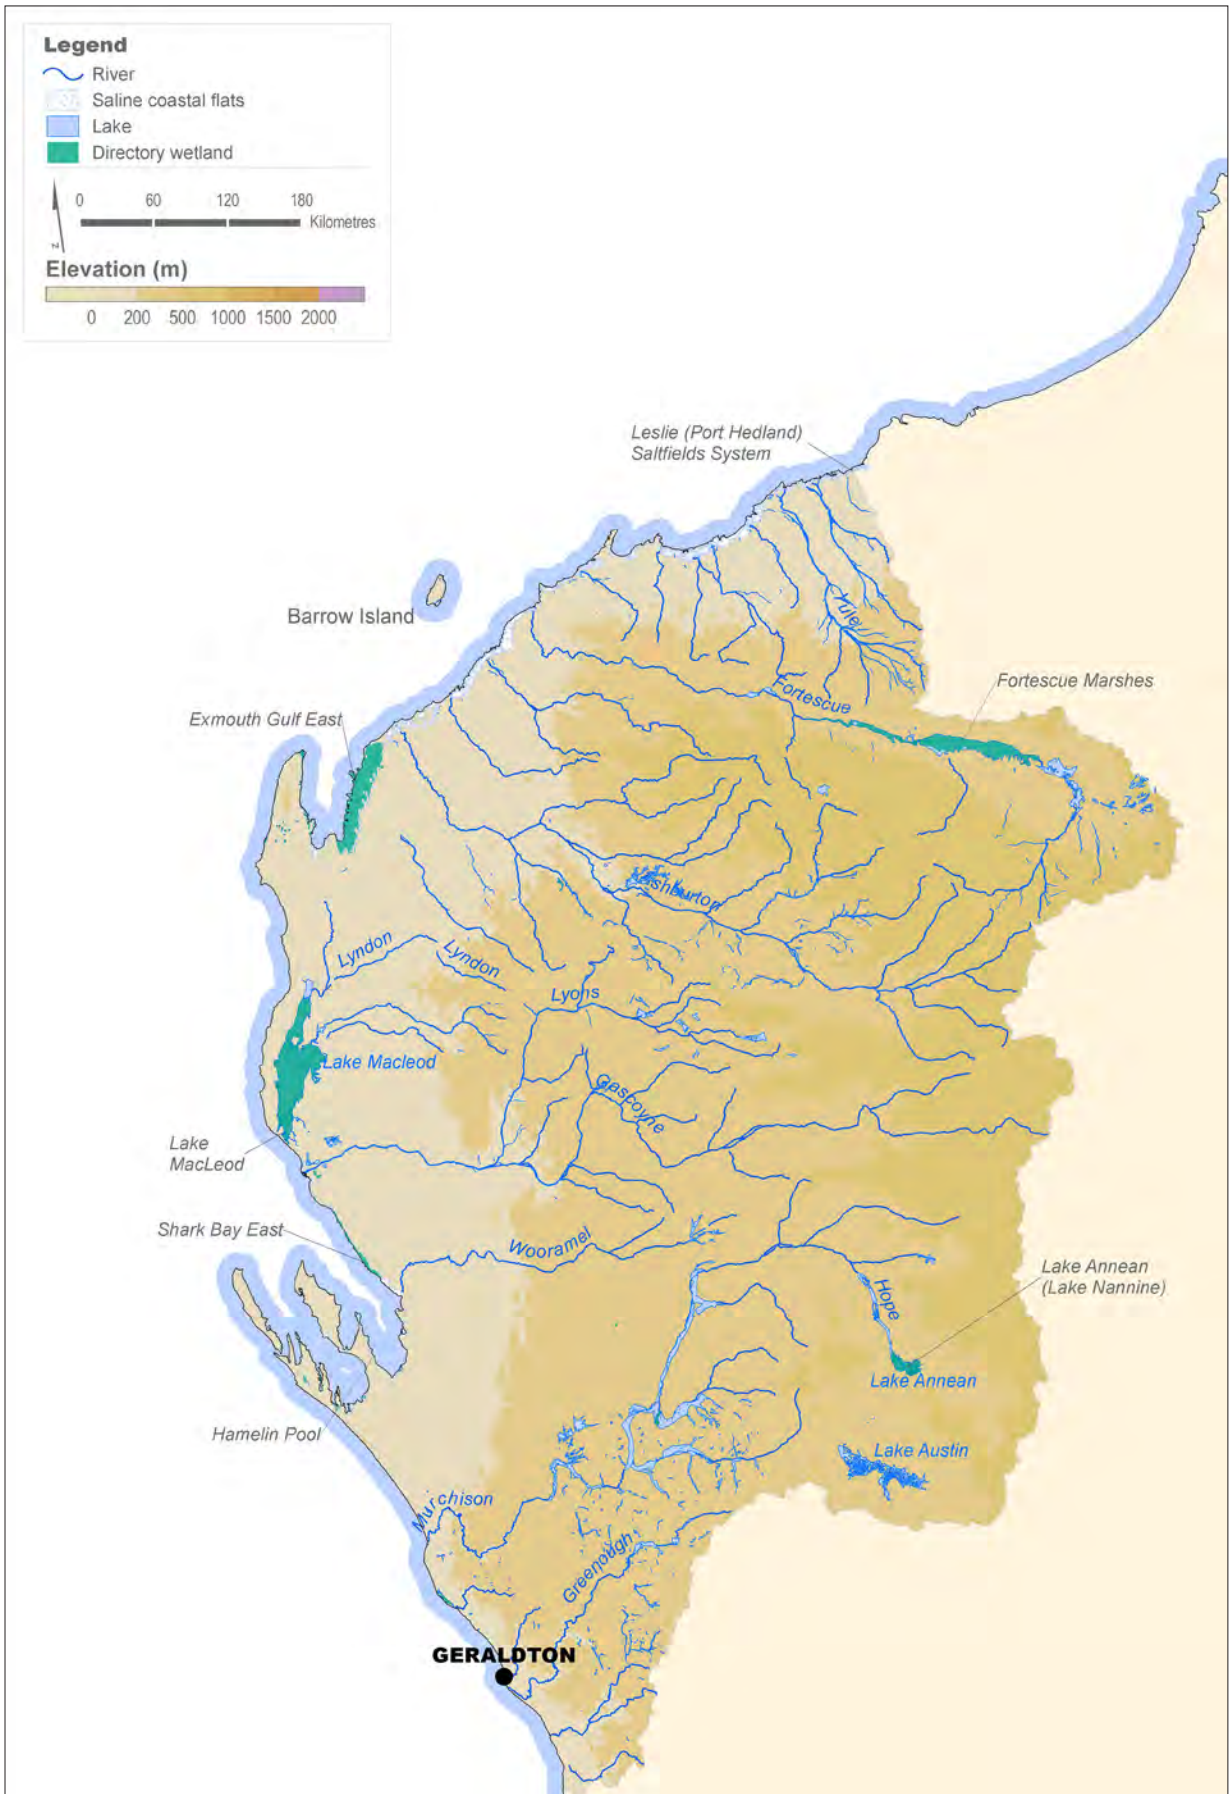 Legend
River
Saline coastal flats
Lake
Directory wetland
0 60 120 180
Kilometres
N
Elevation (m)
0 200 500 1000 1500 2000
Leslie (Port Hedland)
Saltfields System
Barrow Island
Yule
Fortescue
Fortescue Marshes
Exmouth Gulf East
Ashburton
Lyndon
Lyndon
Lyons
Lake Macleod
Gascoyne
Lake
MacLeod
Shark Bay East
Wooramel
Hope
Lake Annean
(Lake Nannine)
Lake Annean
Hamelin Pool
Lake Austin
Murchison
Greenough
GERALDTON